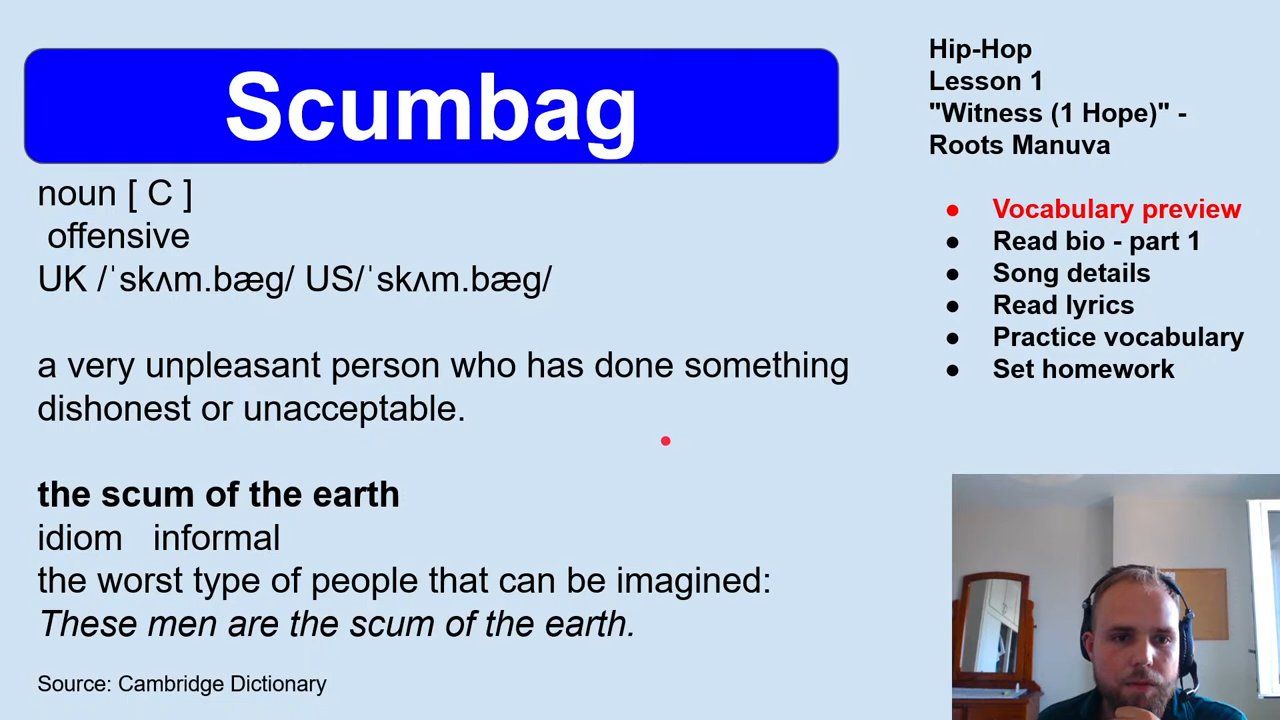 Scumbag
noun [ C ]
offensive
UK /ˈskʌm.bæg/ US/ˈskʌm.bæg/
a very unpleasant person who has done something
dishonest or unacceptable.
the scum of the earth
idiom informal
the worst type of people that can be imagined:
These men are the scum of the earth.
Source: Cambridge Dictionary
Hip-Hop
Lesson 1
"Witness (1 Hope)" -
Roots Manuva
● Vocabulary preview
● Read bio - part 1
● Song details
● Read lyrics
● Practice vocabulary
● Set homework